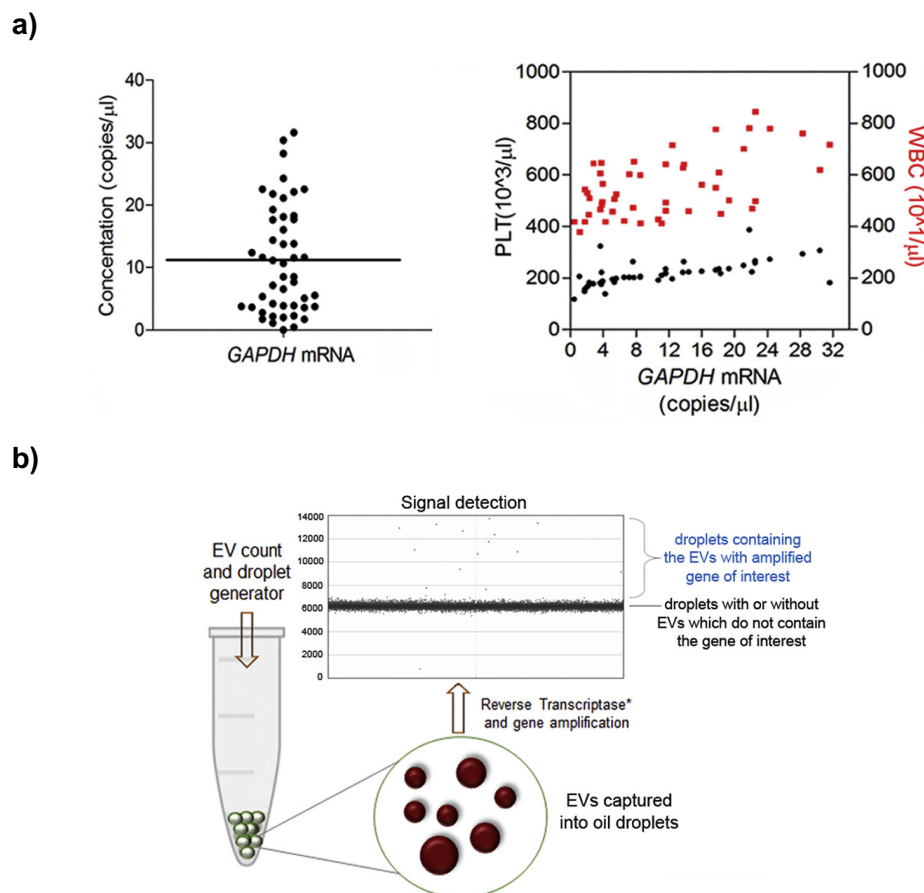 a)
Concentation (copies/µl)
40
30
20
10
0
GAPDH mRNA
PLT(10^3/µl)
1000
800
600
400
200
0
0 4 8 12 16 20 24 28 32
GAPDH mRNA
(copies/µl)
1000
800
600
400
200
0
WBC (10^1/µl)
b)
Signal detection
14000
12000
10000
8000
6000
4000
2000
0
EV count
and droplet
generator
droplets containing
the EVs with amplified
gene of interest
droplets with or without
EVs which do not contain
the gene of interest
Reverse Transcriptase*
and gene amplification
EVs captured
into oil droplets